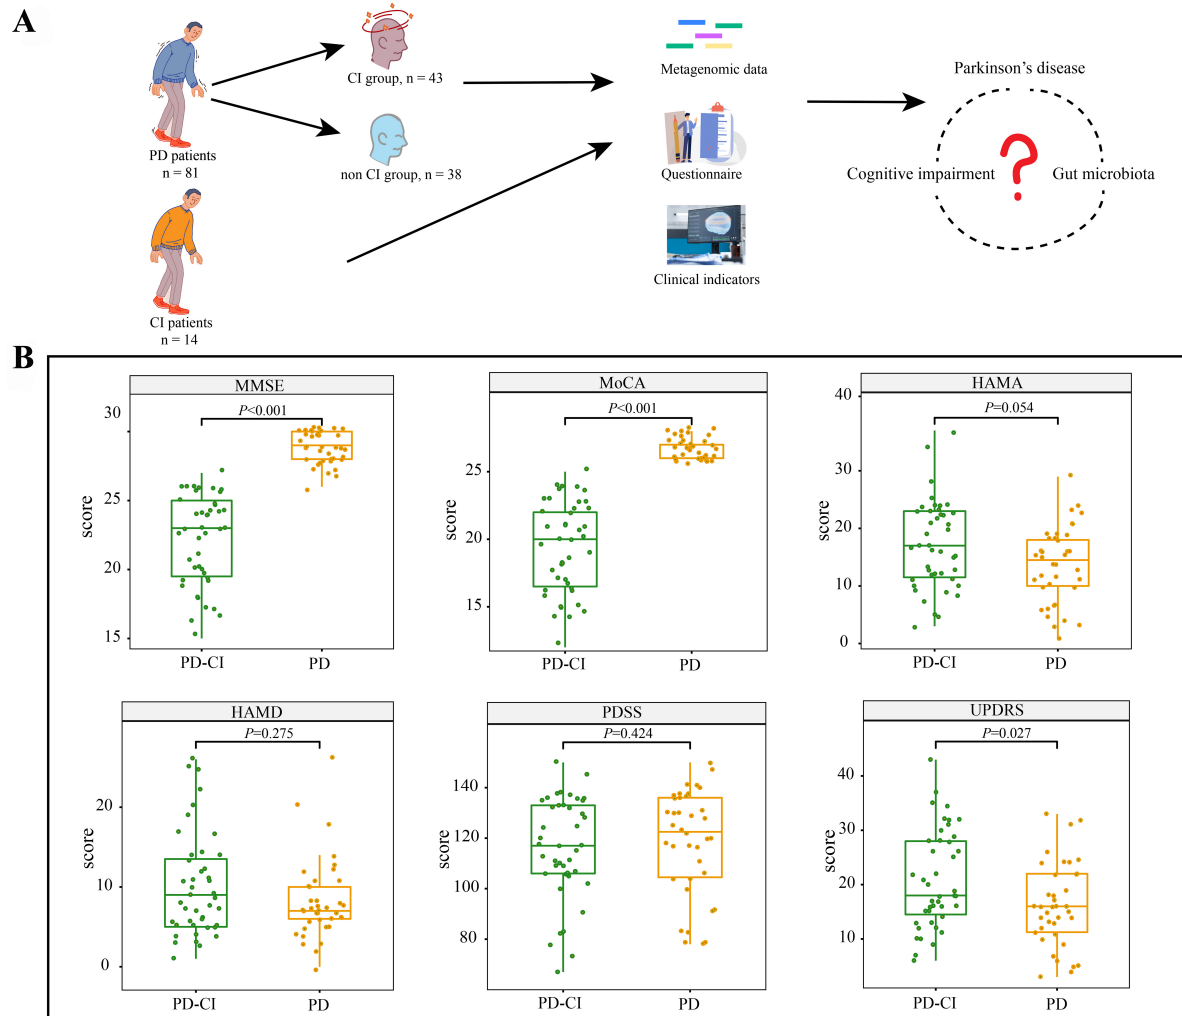 A
PD patients
n = 81
CI patients
n = 14
CI group, n = 43
non CI group, n = 38
Metagenomic data
Questionnaire
Clinical indicators
Parkinson's disease
Cognitive impairment
?
Gut microbiota
B
MMSE
P<0.001
score
30
25
20
15
PD-CI
PD
MoCA
P<0.001
score
25
20
15
PD-CI
PD
HAMA
P=0.054
score
40
30
20
10
0
PD-CI
PD
HAMD
P=0.275
score
20
10
0
PD-CI
PD
PDSS
P=0.424
score
140
120
100
80
PD-CI
PD
UPDRS
P=0.027
score
40
30
20
10
PD-CI
PD